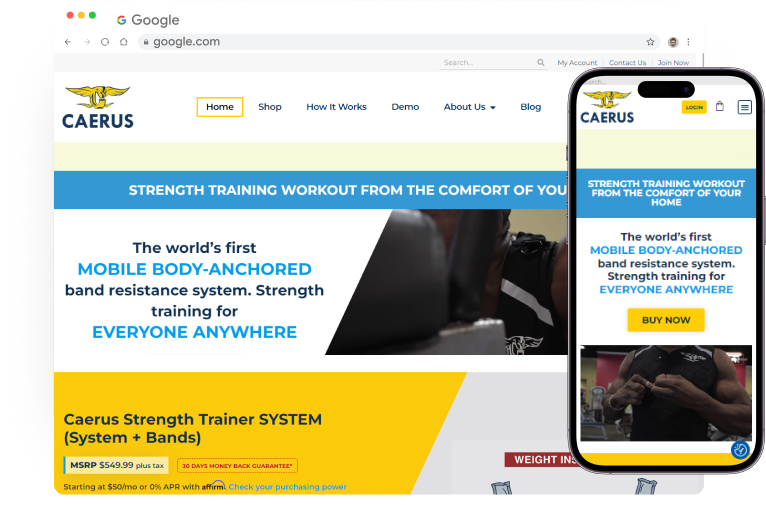 Google
google.com
Search...
My Account
Contact Us
Join Now
CAERUS
Home
Shop
How It Works
Demo
About Us
Blog
STRENGTH TRAINING WORKOUT FROM THE COMFORT OF YOU
The world's first
MOBILE BODY-ANCHORED
band resistance system. Strength
training for
EVERYONE ANYWHERE
Caerus Strength Trainer SYSTEM
(System + Bands)
MSRP $549.99 plus tax
30 DAYS MONEY BACK GUARANTEE*
Starting at $50/mo or 0% APR with affirm. Check your purchasing power
WEIGHT INS
CAERUS
LOGIN
STRENGTH TRAINING WORKOUT
FROM THE COMFORT OF YOUR
HOME
The world's first
MOBILE BODY-ANCHORED
band resistance system.
Strength training for
EVERYONE ANYWHERE
BUY NOW